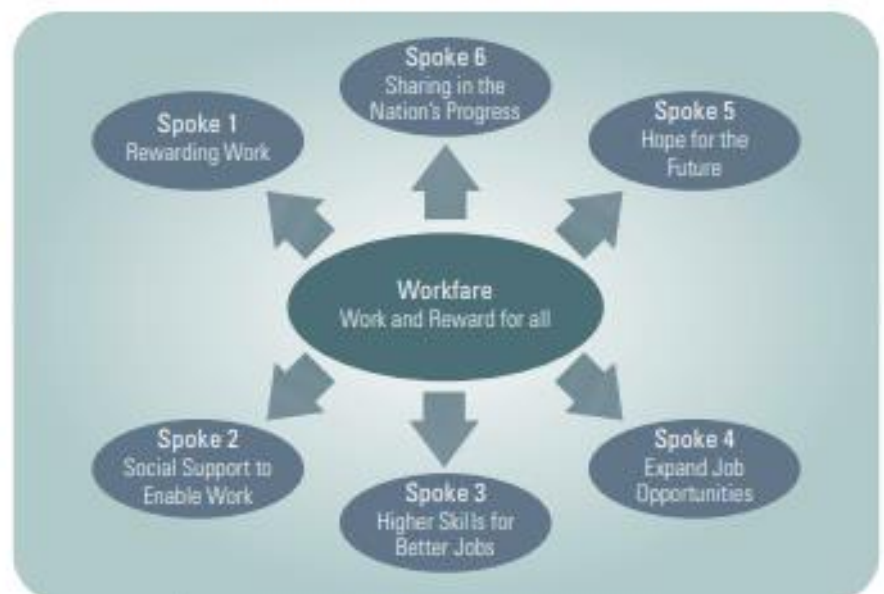 Spoke 6
Sharing in the
Nation's Progress
Spoke 1
Rewarding Work
Spoke 5
Hope for the
Future
Workfare
Work and Reward for all
Spoke 2
Social Support to
Enable Work
Spoke 4
Expand Job
Opportunities
Spoke 3
Higher Skills for
Better Jobs